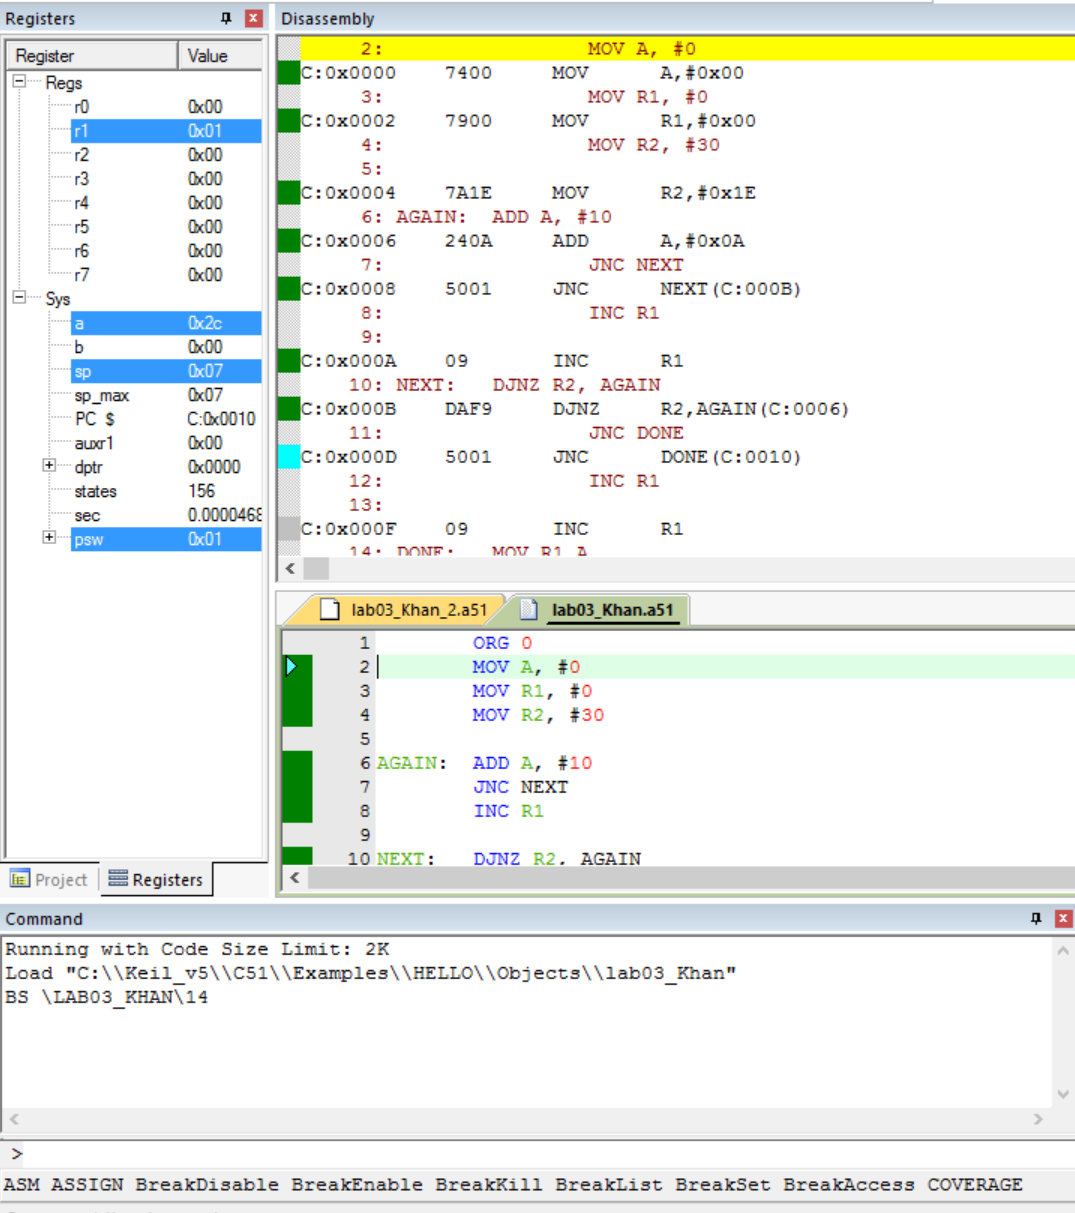 Registers
Register Value
Regs
r0 0x00
r1 0x01
r2 0x00
r3 0x00
r4 0x00
r5 0x00
r6 0x00
r7 0x00
Sys
a 0x2c
b 0x00
sp 0x07
sp_max 0x07
PC $ C:0x0010
auxr1 0x00
dptr 0x0000
states 156
sec 0.0000468
psw 0x01
Project Registers
Disassembly
2: MOV A, #0
C:0x0000 7400 MOV A,#0x00
3: MOV R1, #0
C:0x0002 7900 MOV R1,#0x00
4: MOV R2, #30
5:
C:0x0004 7A1E MOV R2,#0x1E
6: AGAIN: ADD A, #10
C:0x0006 240A ADD A,#0x0A
7: JNC NEXT
C:0x0008 5001 JNC NEXT(C:000B)
8: INC R1
9:
C:0x000A 09 INC R1
10: NEXT: DJNZ R2, AGAIN
C:0x000B DAF9 DJNZ R2,AGAIN(C:0006)
11: JNC DONE
C:0x000D 5001 JNC DONE(C:0010)
12: INC R1
13:
C:0x000F 09 INC R1
14: DONE: MOV R1 A
lab03_Khan_2.a51 lab03_Khan.a51
1 ORG 0
2 MOV A, #0
3 MOV R1, #0
4 MOV R2, #30
5
6 AGAIN: ADD A, #10
7 JNC NEXT
8 INC R1
9
10 NEXT: DJNZ R2, AGAIN
Command
Running with Code Size Limit: 2K
Load "C:\\Keil_v5\\C51\\Examples\\HELLO\\Objects\\lab03_Khan"
BS \LAB03_KHAN\14
>
ASM ASSIGN BreakDisable BreakEnable BreakKill BreakList BreakSet BreakAccess COVERAGE